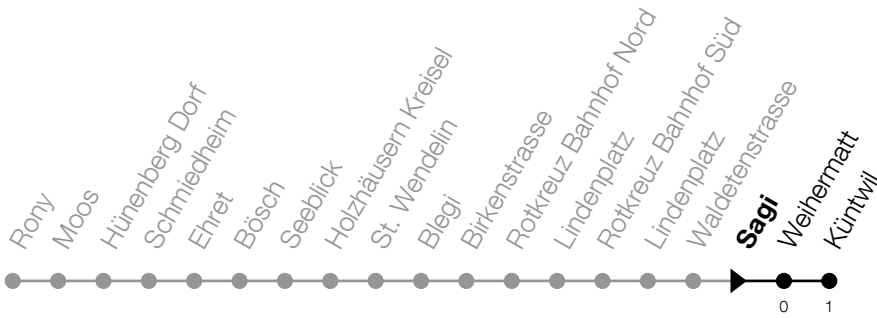 Rony
Moos
Hünenberg Dorf
Schmiedheim
Ehret
Bösch
Seeblick
Holzhäusern Kreisel
St. Wendelin
Blegi
Birkenstrasse
Rotkreuz Bahnhof Nord
Lindenplatz
Rotkreuz Bahnhof Süd
Lindenplatz
Waldetenstrasse
Sagi
Weihermatt
Küntwil
0
1